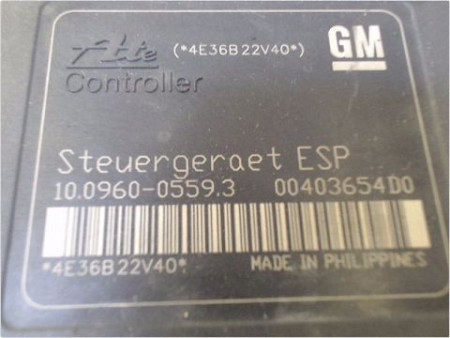 Ate (*4E36B22V40*) GM
Controller
Steuergeraet ESP
10.0960-0559.3 00403654D0
*4E36B22V40* MADE IN PHILIPPINES